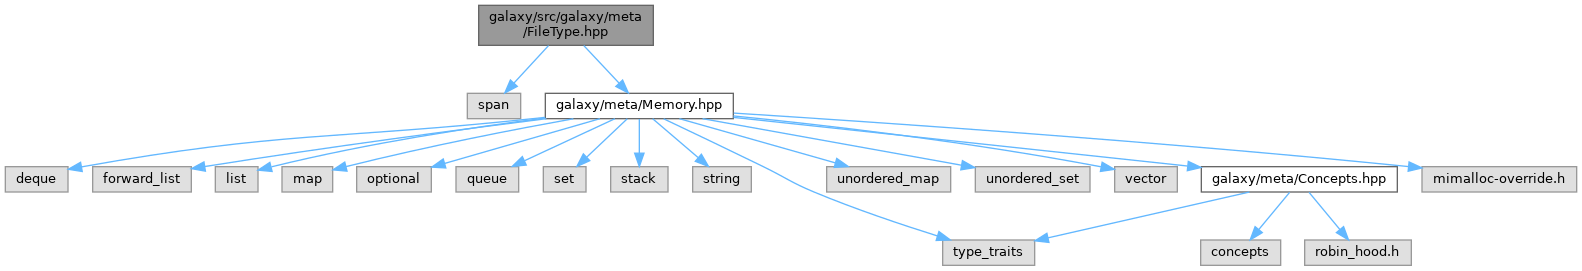 galaxy/src/galaxy/meta
/FileType.hpp
span
galaxy/meta/Memory.hpp
deque
forward_list
list
map
optional
queue
set
stack
string
unordered_map
unordered_set
vector
galaxy/meta/Concepts.hpp
mimalloc-override.h
type_traits
concepts
robin_hood.h